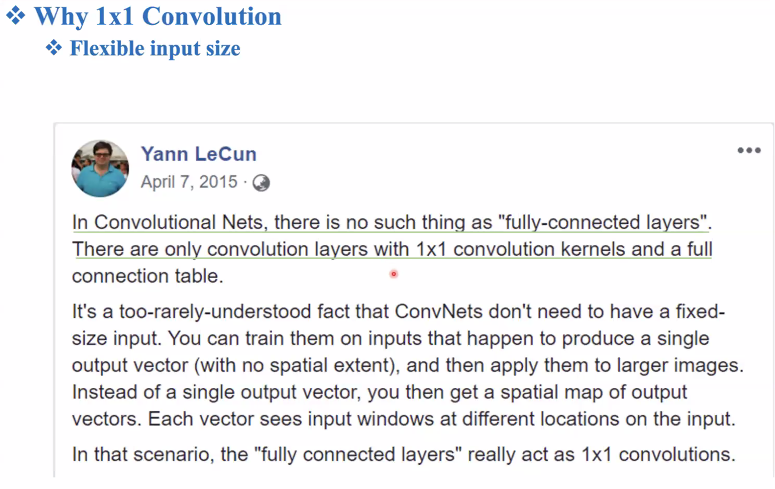 ❖ Why 1x1 Convolution
❖ Flexible input size
Yann LeCun
April 7, 2015 ·
In Convolutional Nets, there is no such thing as "fully-connected layers".
There are only convolution layers with 1x1 convolution kernels and a full
connection table.
It's a too-rarely-understood fact that ConvNets don't need to have a fixed-
size input. You can train them on inputs that happen to produce a single
output vector (with no spatial extent), and then apply them to larger images.
Instead of a single output vector, you then get a spatial map of output
vectors. Each vector sees input windows at different locations on the input.
In that scenario, the "fully connected layers" really act as 1x1 convolutions.